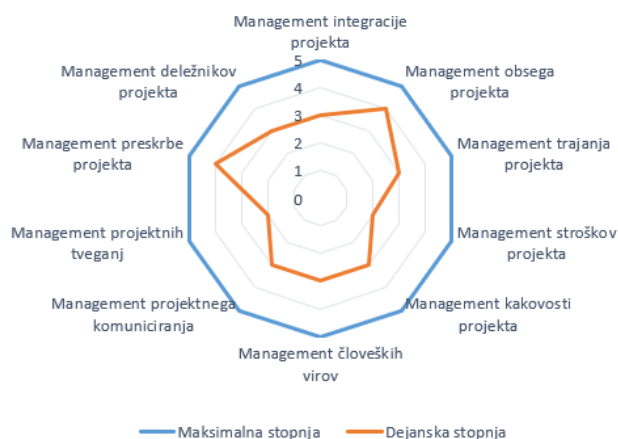 Management integracije
projekta
Management obsega
projekta
Management trajanja
projekta
Management stroškov
projekta
Management kakovosti
projekta
Management človeških
virov
Management projektnega
komuniciranja
Management projektnih
tveganj
Management preskrbe
projekta
Management deležnikov
projekta
5
4
3
2
1
0
Maksimalna stopnja
Dejanska stopnja